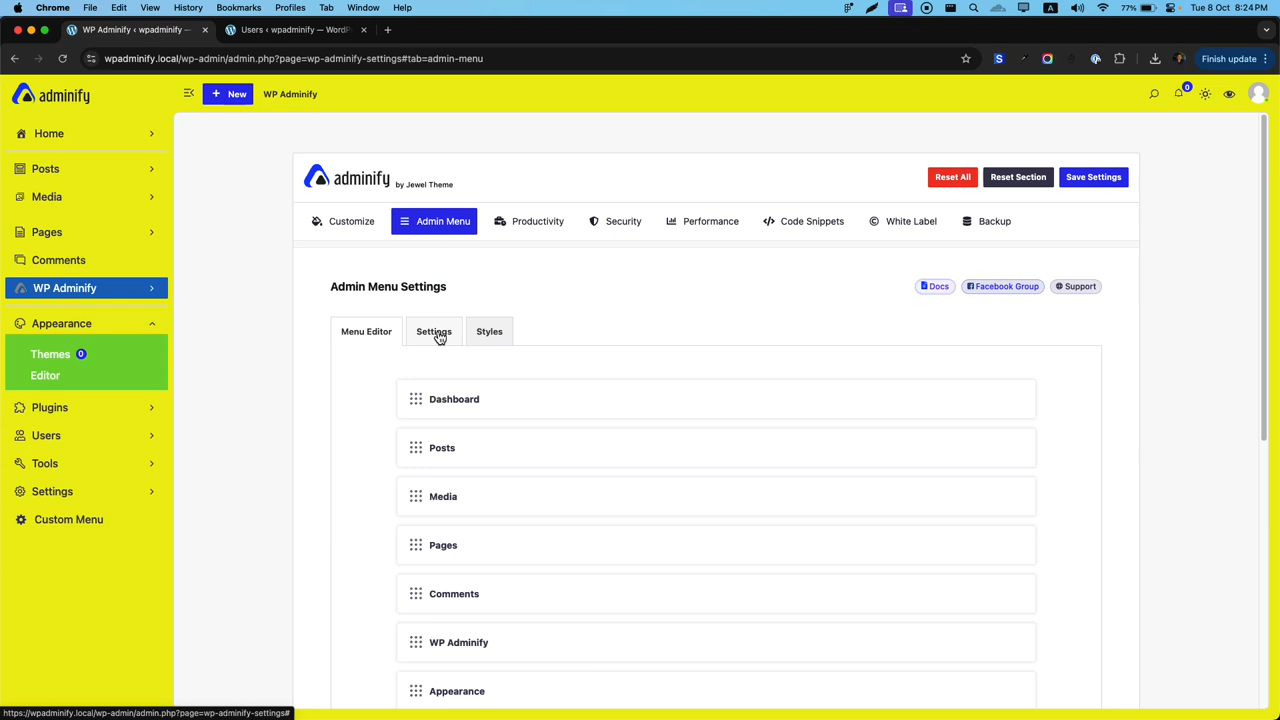 Chrome File Edit View History Bookmarks Profiles Tab Window Help
A 77% Tue 8 Oct 8:24 PM
WP Adminify ‹ wpadminify —
Users ‹ wpadminify — WordP
wpadminify.local/wp-admin/admin.php?page=wp-adminify-settings#tab=admin-menu
S
Finish update
adminify
New
WP Adminify
0
Home
Posts
Media
Pages
Comments
WP Adminify
Appearance
Themes 0
Editor
Plugins
Users
Tools
Settings
Custom Menu
adminify by Jewel Theme
Reset All
Reset Section
Save Settings
Customize
Admin Menu
Productivity
Security
Performance
Code Snippets
White Label
Backup
Admin Menu Settings
Docs
Facebook Group
Support
Menu Editor
Settings
Styles
Dashboard
Posts
Media
Pages
Comments
WP Adminify
Appearance
https://wpadminify.local/wp-admin/admin.php?page=wp-adminify-settings#